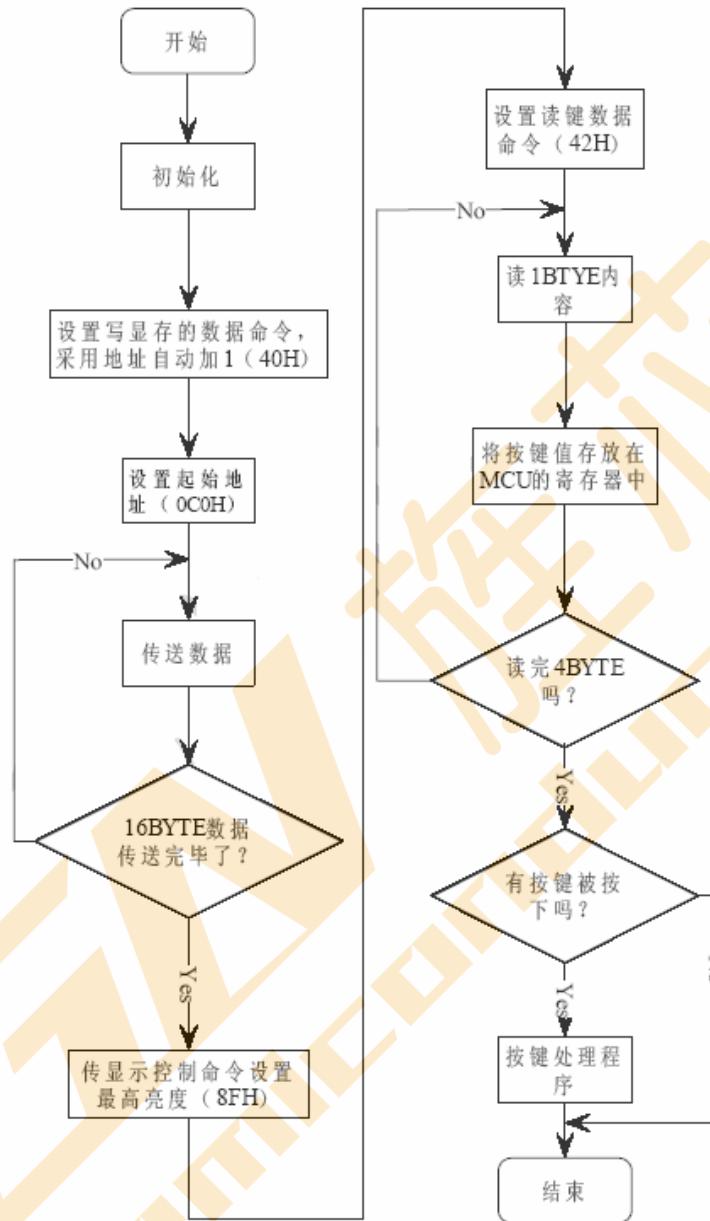 开始
初始化
设置写显存的数据命令，
采用地址自动加1（40H）
设置起始地
址（0C0H）
No
传送数据
16BYTE数据
传送完毕了？
Yes
传显示控制命令设置
最高亮度（8FH）
设置读键数据
命令（42H）
No
读1BTYE内
容
将按键值存放在
MCU的寄存器中
读完4BYTE
吗？
Yes
有按键被按
下吗？
Yes
按键处理程
序
结束